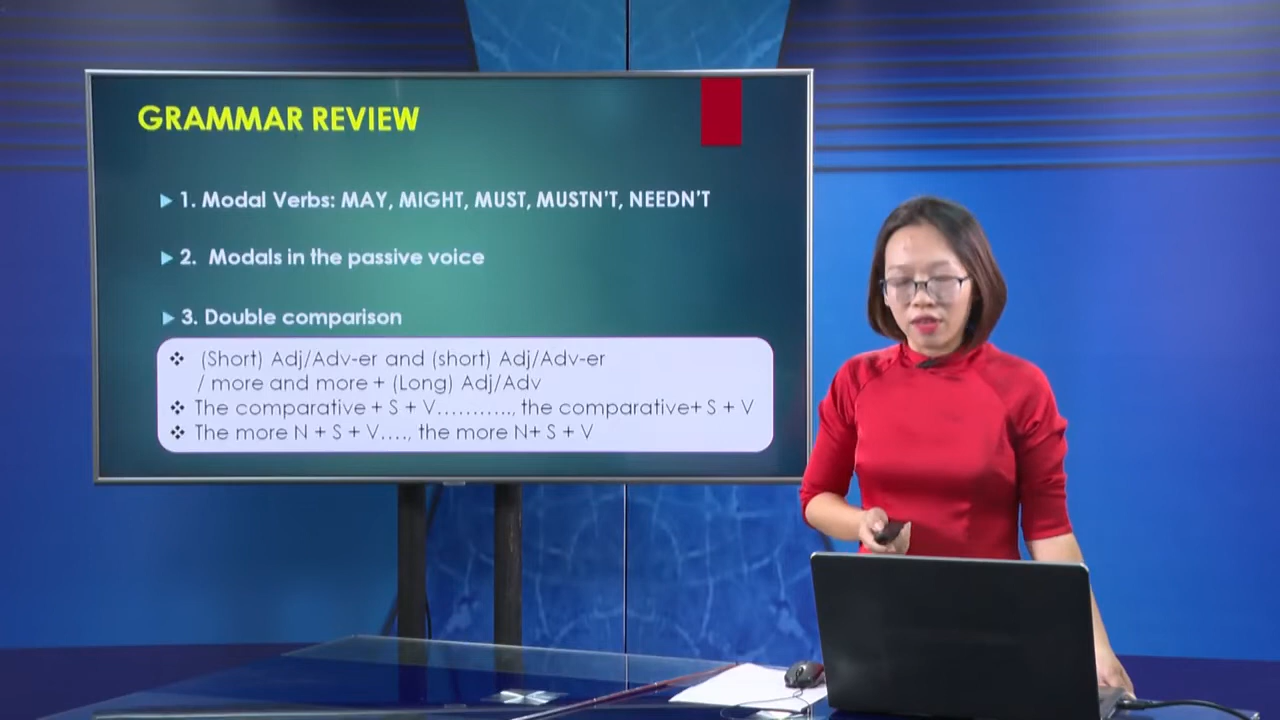 GRAMMAR REVIEW
1. Modal Verbs: MAY, MIGHT, MUST, MUSTN'T, NEEDN'T
2. Modals in the passive voice
3. Double comparison
(Short) Adj/Adv-er and (short) Adj/Adv-er
/ more and more + (Long) Adj/Adv
The comparative + S + V..........., the comparative+ S + V
The more N + S + V...., the more N+ S + V